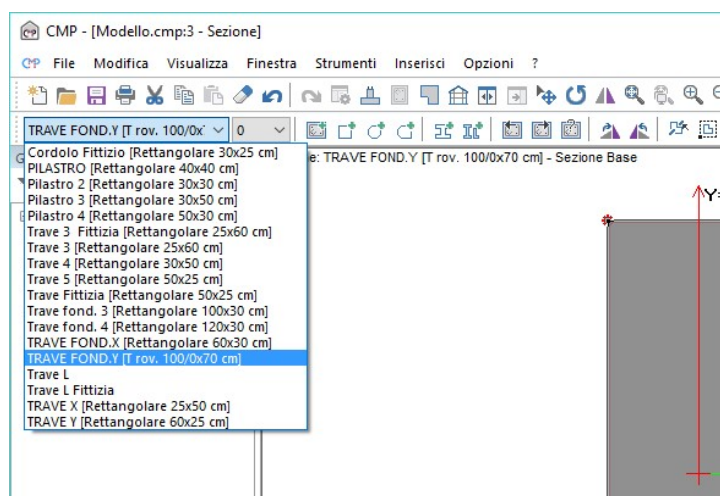 CMP - [Modello.cmp:3 - Sezione]
CMP File Modifica Visualizza Finestra Strumenti Inserisci Opzioni ?
TRAVE FOND.Y [T rov. 100/0x 0
e: TRAVE FOND.Y [T rov. 100/0x70 cm] - Sezione Base
Cordolo Fittizio [Rettangolare 30x25 cm]
PILASTRO [Rettangolare 40x40 cm]
Pilastro 2 [Rettangolare 30x30 cm]
Pilastro 3 [Rettangolare 30x50 cm]
Pilastro 4 [Rettangolare 50x30 cm]
Trave 3 Fittizia [Rettangolare 25x60 cm]
Trave 3 [Rettangolare 25x60 cm]
Trave 4 [Rettangolare 30x50 cm]
Trave 5 [Rettangolare 50x25 cm]
Trave Fittizia [Rettangolare 50x25 cm]
Trave fond. 3 [Rettangolare 100x30 cm]
Trave fond. 4 [Rettangolare 120x30 cm]
TRAVE FOND.X [Rettangolare 60x30 cm]
TRAVE FOND.Y [T rov. 100/0x70 cm]
Trave L
Trave L Fittizia
TRAVE X [Rettangolare 25x50 cm]
TRAVE Y [Rettangolare 60x25 cm]
Y=